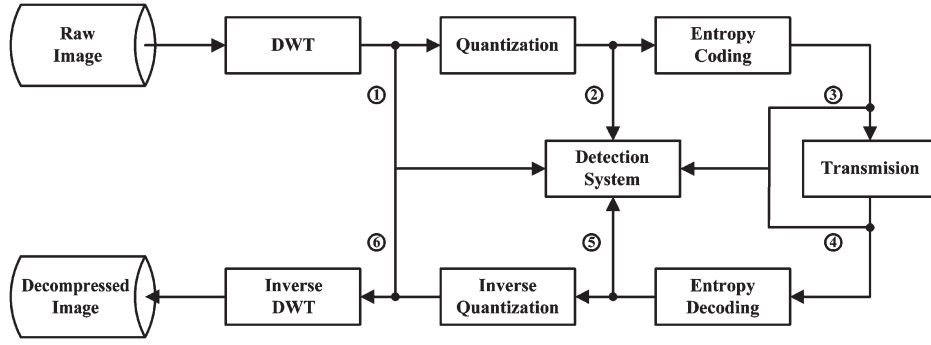 Raw
Image
DWT
Quantization
Entropy
Coding
①
②
③
Detection
System
Transmision
⑥
⑤
④
Decompressed
Image
Inverse
DWT
Inverse
Quantization
Entropy
Decoding